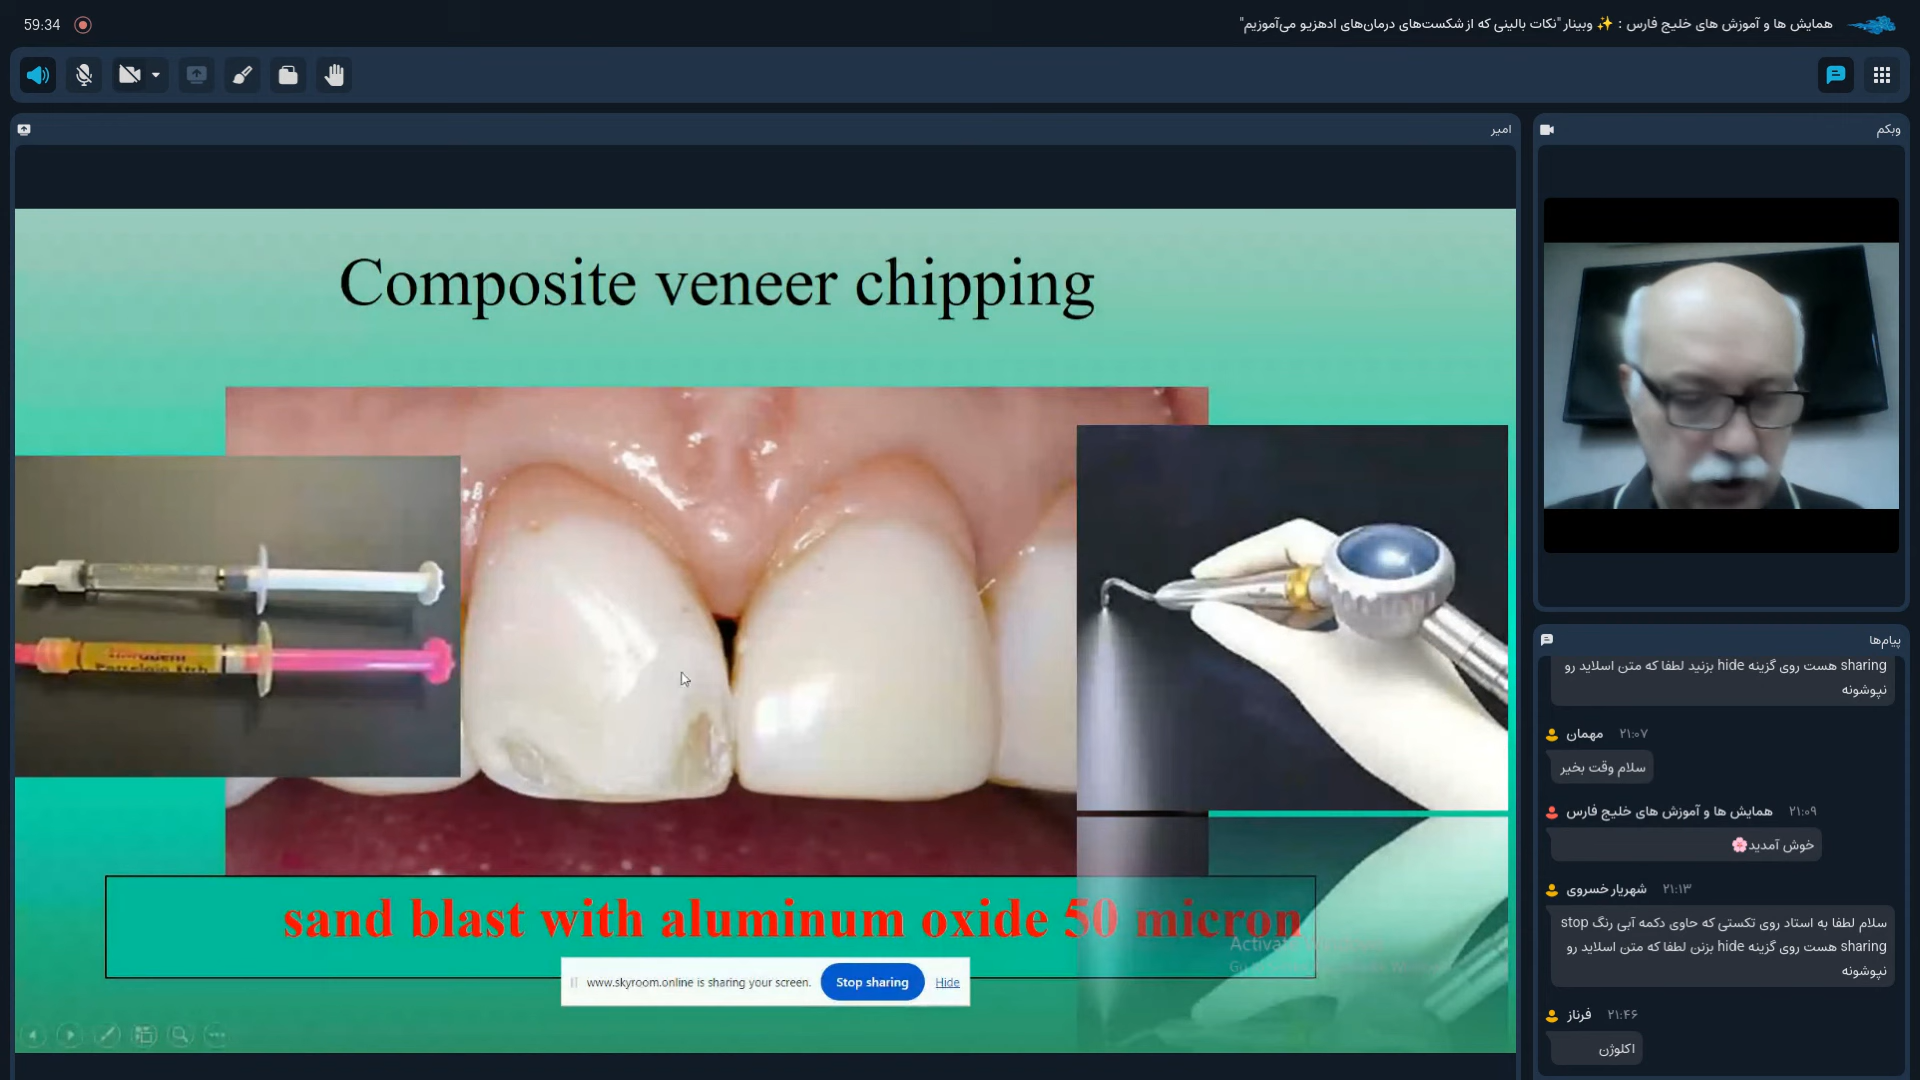 59:34
همایش ها و آموزش های خلیج فارس : ✨ وبینار "نکات بالینی که از شکست‌های درمان‌های ادهزیو می‌آموزیم"
امیر
وبکم
Composite veneer chipping
Porcelain Etch
sand blast with aluminum oxide 50 micron
www.skyroom.online is sharing your screen.
Stop sharing
Hide
پیام‌ها
sharing هست روی گزینه hide بزنید لطفا که متن اسلاید رو
نپوشونه
مهمان ۲۱:۰۷
سلام وقت بخیر
همایش ها و آموزش های خلیج فارس ۲۱:۰۹
خوش آمدید🌸
شهریار خسروی ۲۱:۱۳
سلام لطفا به استاد روی تکستی که حاوی دکمه آبی رنگ stop
sharing هست روی گزینه hide بزنن لطفا که متن اسلاید رو
نپوشونه
فرناز ۲۱:۴۶
اکلوژن